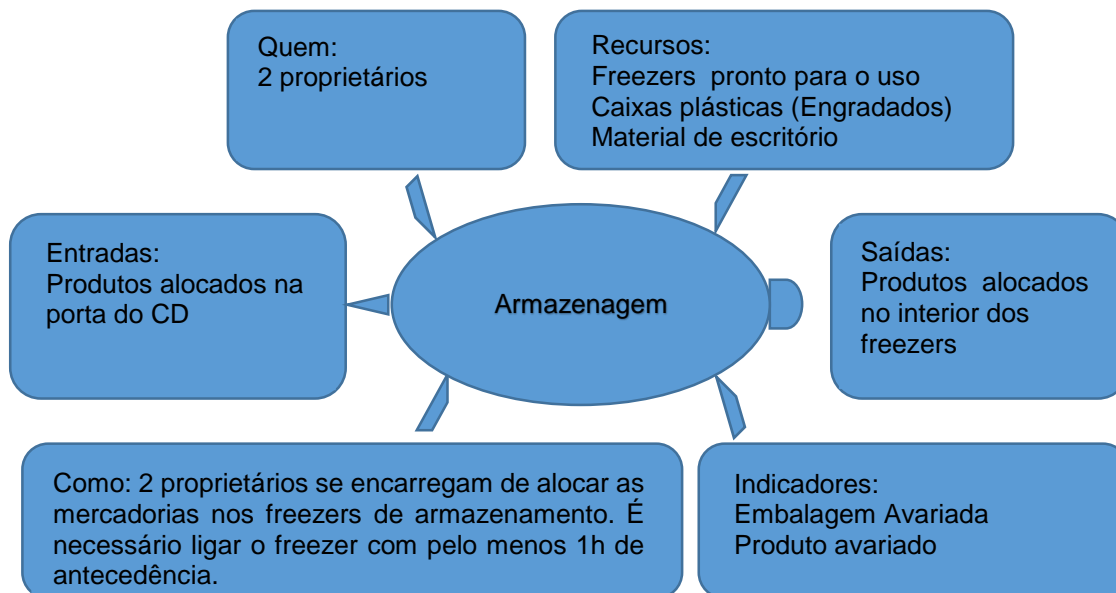 Quem:
2 proprietários
Recursos:
Freezers pronto para o uso
Caixas plásticas (Engradados)
Material de escritório
Entradas:
Produtos alocados na
porta do CD
Armazenagem
Saídas:
Produtos alocados
no interior dos
freezers
Como: 2 proprietários se encarregam de alocar as
mercadorias nos freezers de armazenamento. É
necessário ligar o freezer com pelo menos 1h de
antecedência.
Indicadores:
Embalagem Avariada
Produto avariado